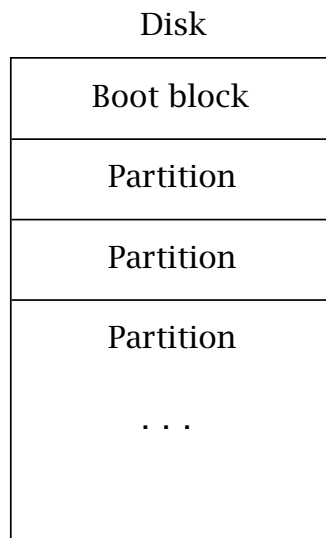 Disk
Boot block
Partition
Partition
Partition
. . .